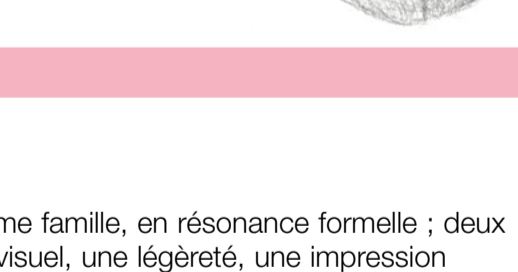 me famille, en résonance formelle ; deux
visuel, une légèreté, une impression